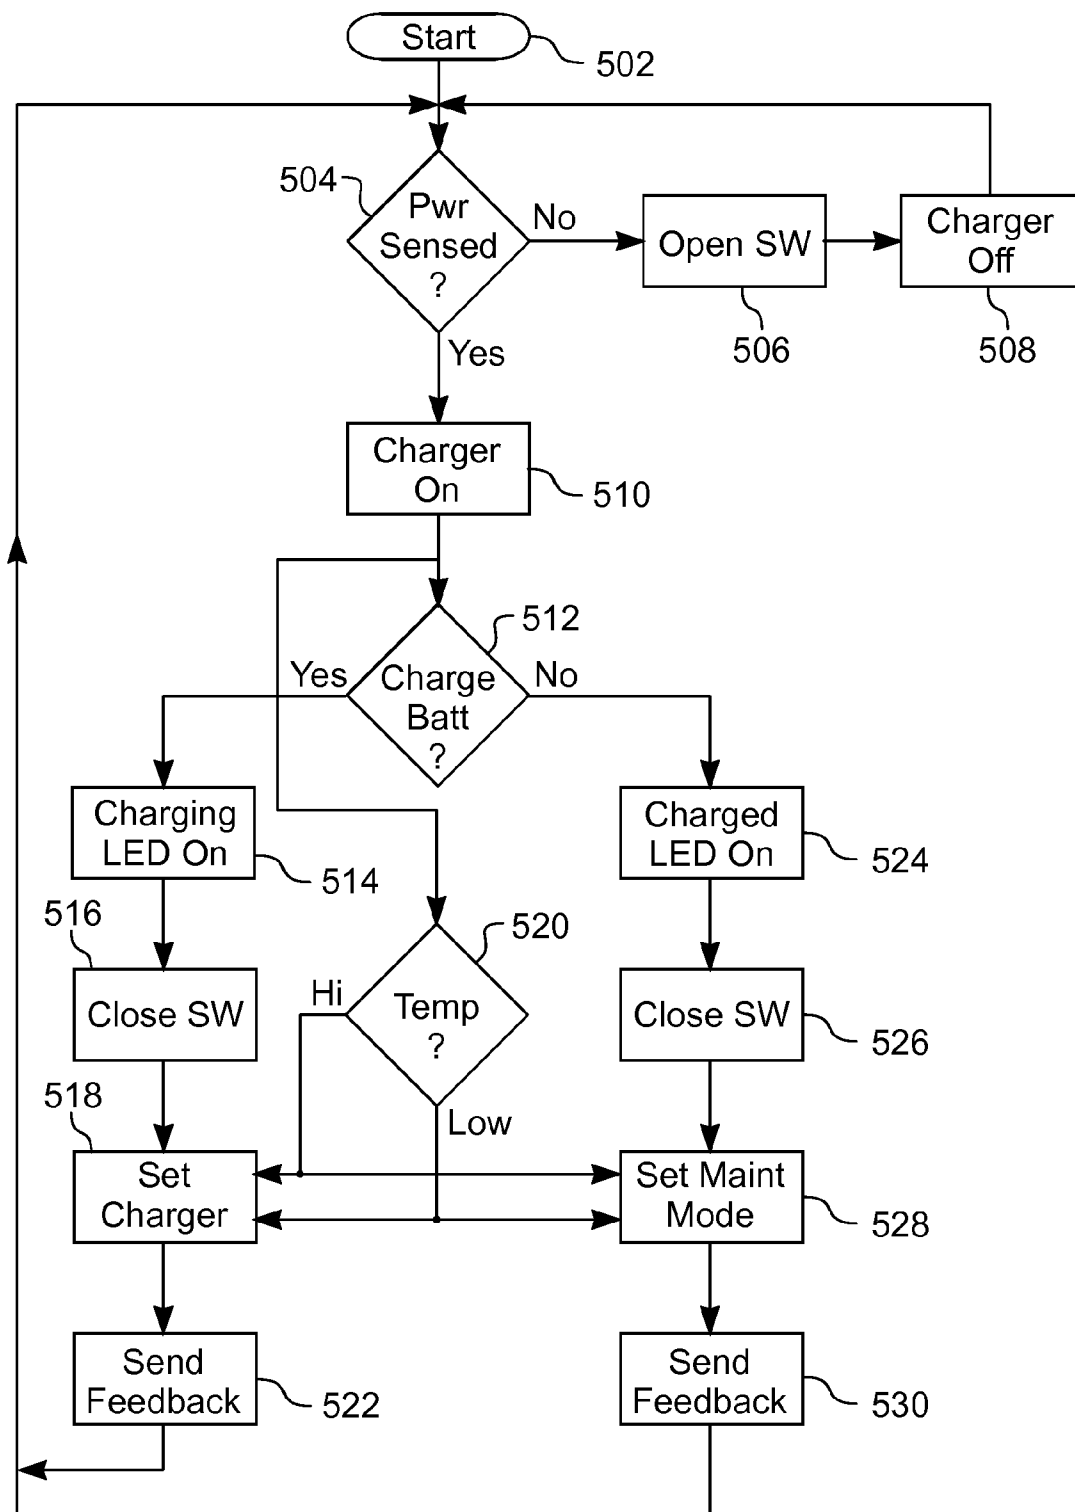 Start
502
504
Pwr
Sensed
?
No
Open SW
506
Charger
Off
508
Yes
Charger
On
510
512
Yes
Charge
Batt
?
No
Charging
LED On
514
Charged
LED On
524
516
Close SW
520
Hi
Temp
?
Low
Close SW
526
518
Set
Charger
Set Maint
Mode
528
Send
Feedback
522
Send
Feedback
530